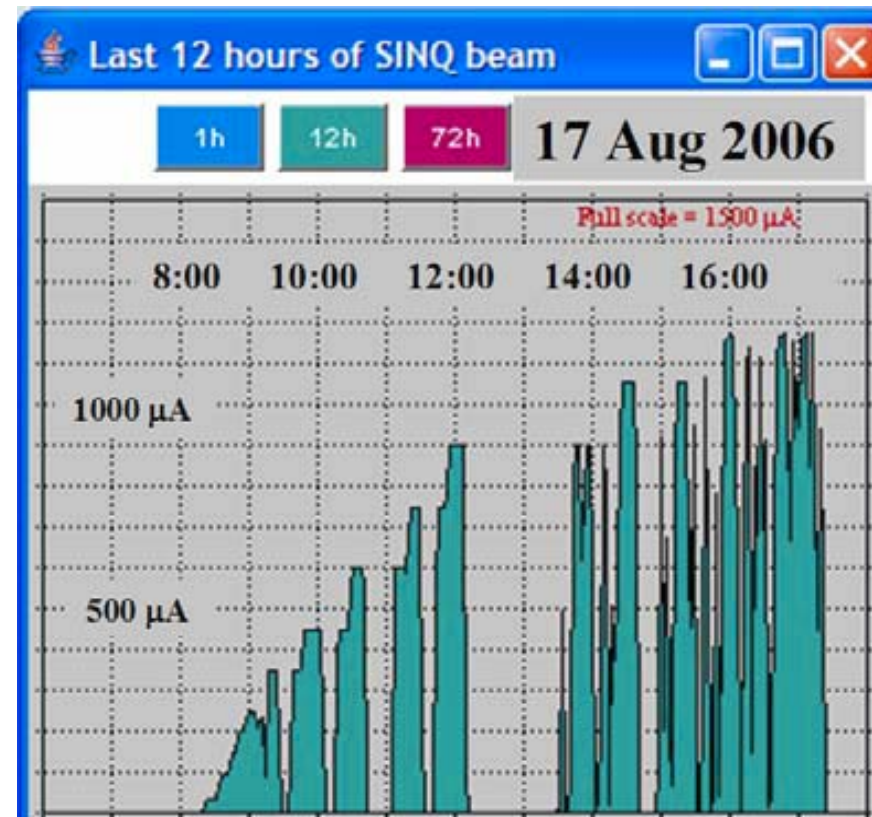 Last 12 hours of SINQ beam
1h 12h 72h 17 Aug 2006
Full scale = 1500 μA
8:00 10:00 12:00 14:00 16:00
1000 μA
500 μA